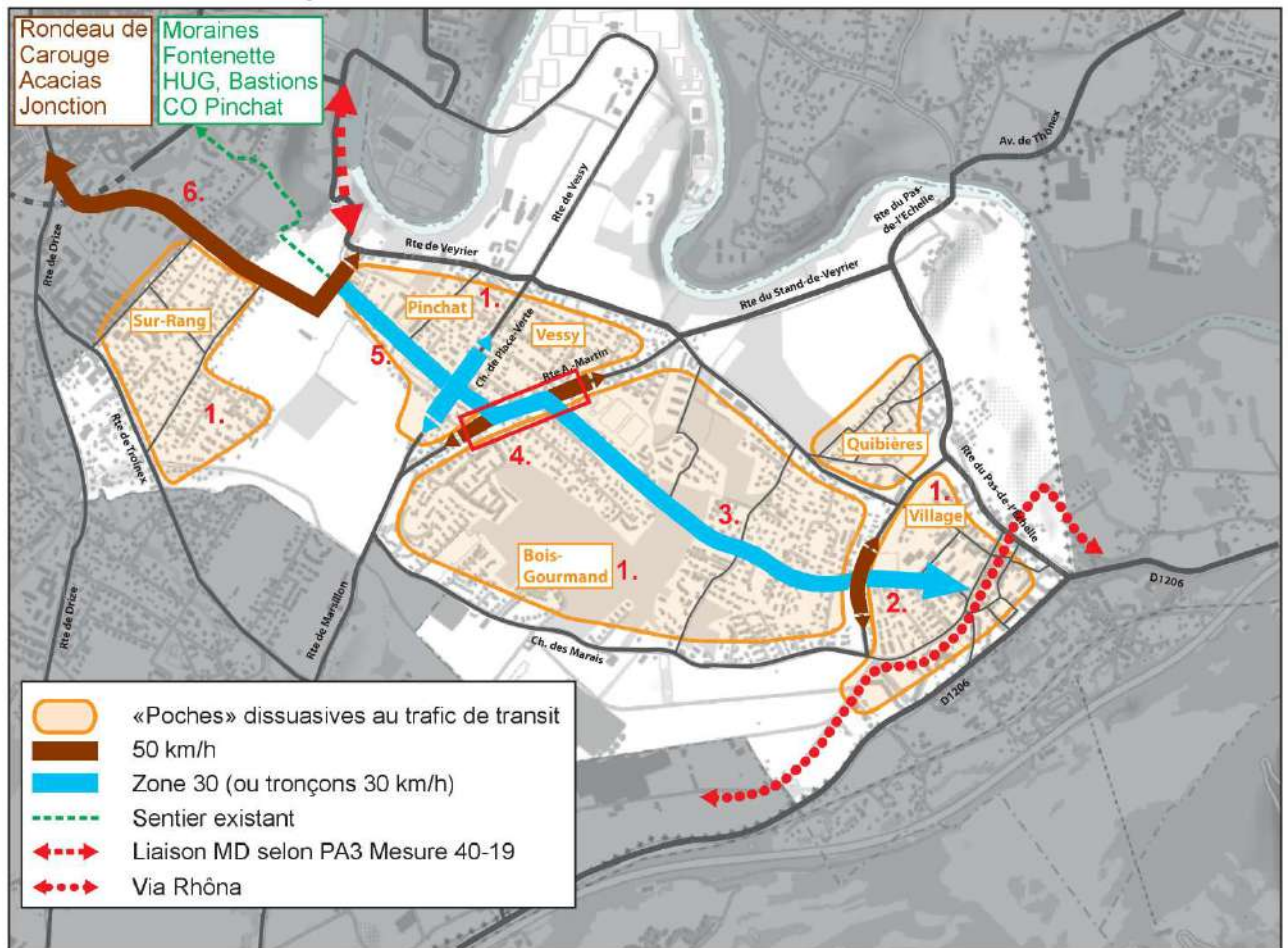 Rondeau de
Carouge
Acacias
Jonction
Moraines
Fontenette
HUG, Bastions
CO Pinchat
6.
Rte de Drize
Sur-Rang
1.
Rte de Troinex
Rte de Drize
Rte de Veyrier
Rte de Vessy
Pinchat
1.
Vessy
5.
Ch. de Place-Verte
Rte A.-Martin
4.
Av. de Thônex
Rte du Pas-
de-l'Echelle
Rte du Stand-de-Veyrier
Quibières
Rte du Pas-de-l'Echelle
1.
Village
3.
Bois-
Gourmand
1.
2.
D1206
Rte de Marsillon
Ch. des Marais
D1206
«Poches» dissuasives au trafic de transit
50 km/h
Zone 30 (ou tronçons 30 km/h)
Sentier existant
Liaison MD selon PA3 Mesure 40-19
Via Rhôna